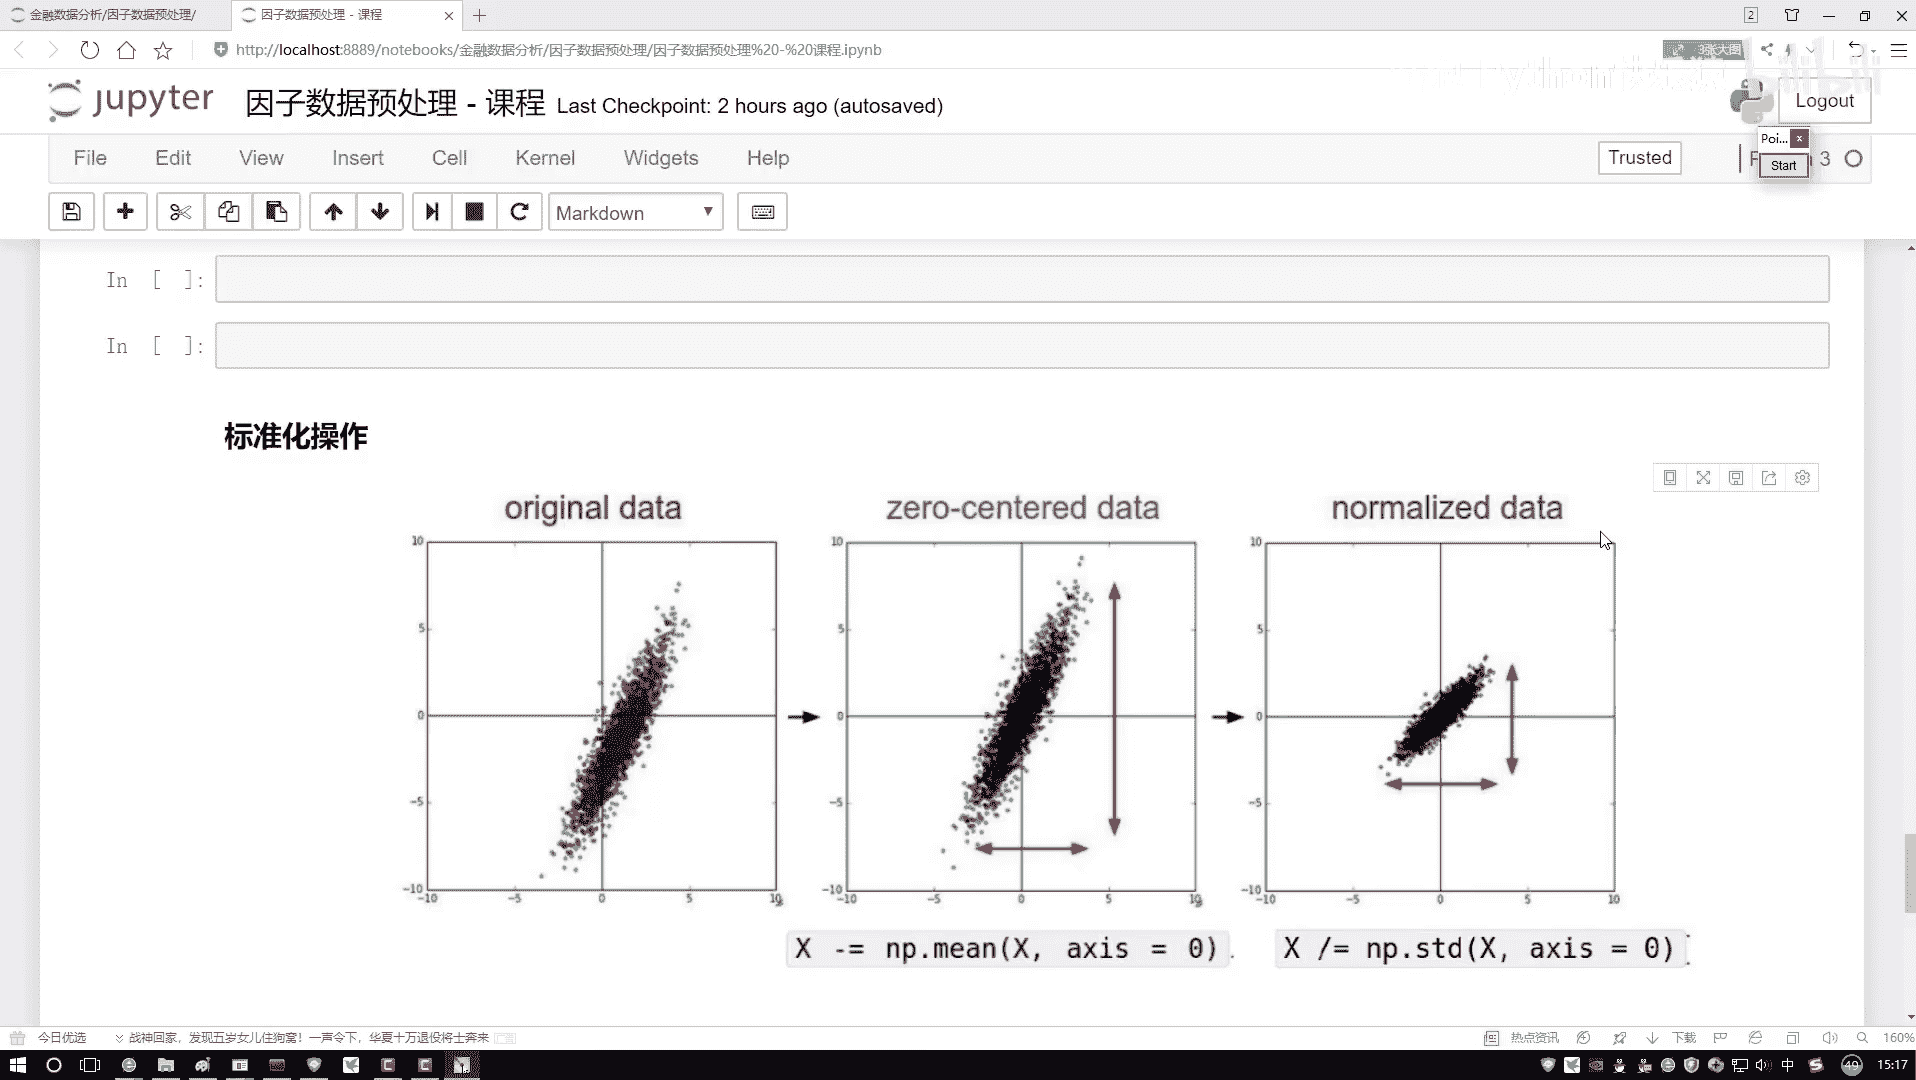 金融数据分析/因子数据预处理/
因子数据预处理 - 课程
2
http://localhost:8889/notebooks/金融数据分析/因子数据预处理/因子数据预处理%20-%20课程.ipynb
3张大图
jupyter
因子数据预处理 - 课程 Last Checkpoint: 2 hours ago (autosaved)
bilibili
Logout
Poi...
Start
File Edit View Insert Cell Kernel Widgets Help
Trusted
3
Markdown
In [ ]:
In [ ]:
标准化操作
original data zero-centered data normalized data
10 10 10
5 5 5
0 0 0
-5 -5 -5
-10 -10 -10
-10 -5 0 5 10 -10 -5 0 5 10 -10 -5 0 5 10
X -= np.mean(X, axis = 0) X /= np.std(X, axis = 0)
今日优选 战神回家，发现五岁女儿住狗窝！一声令下，华夏十万退役将士奔来
热点资讯 下载 160%
中 49 15:17